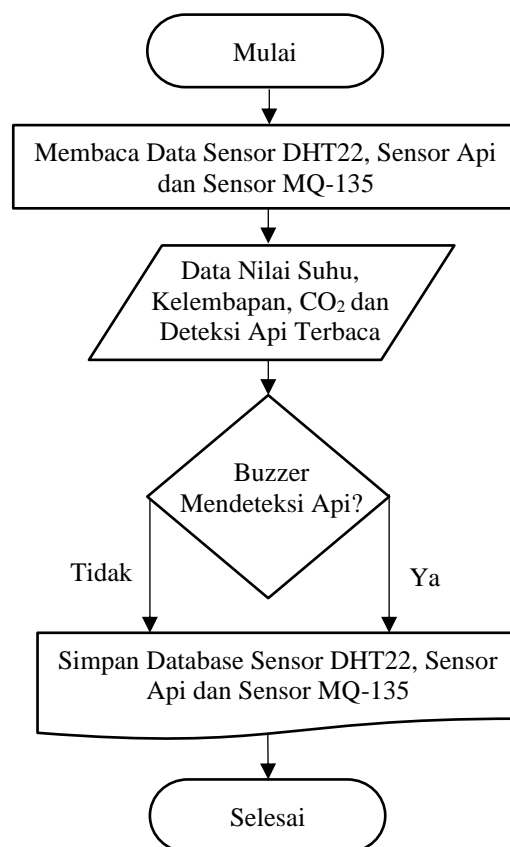 Mulai
Membaca Data Sensor DHT22, Sensor Api
dan Sensor MQ-135
Data Nilai Suhu,
Kelembapan, CO₂ dan
Deteksi Api Terbaca
Buzzer
Mendeteksi Api?
Tidak
Ya
Simpan Database Sensor DHT22, Sensor
Api dan Sensor MQ-135
Selesai